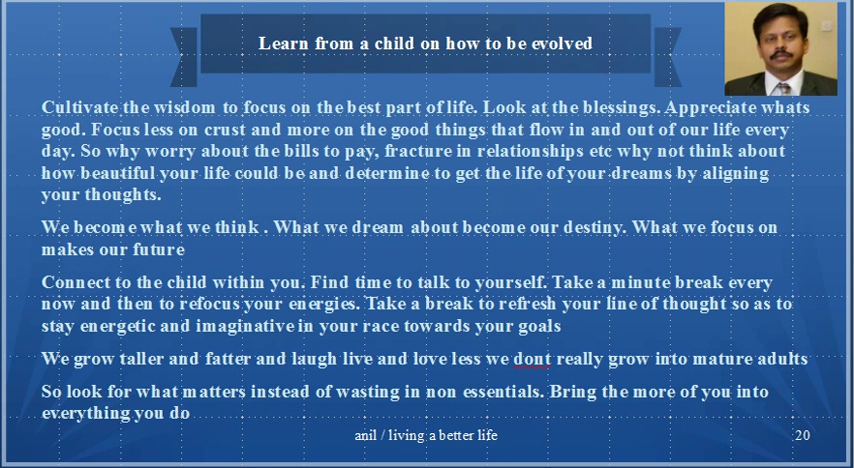 Learn from a child on how to be evolved
Cultivate the wisdom to focus on the best part of life. Look at the blessings. Appreciate whats
good. Focus less on crust and more on the good things that flow in and out of our life every
day. So why worry about the bills to pay, fracture in relationships etc why not think about
how beautiful your life could be and determine to get the life of your dreams by aligning
your thoughts.
We become what we think . What we dream about become our destiny. What we focus on
makes our future
Connect to the child within you. Find time to talk to yourself. Take a minute break every
now and then to refocus your energies. Take a break to refresh your line of thought so as to
stay energetic and imaginative in your race towards your goals
We grow taller and fatter and laugh live and love less we dont really grow into mature adults
So look for what matters instead of wasting in non essentials. Bring the more of you into
everything you do
anil / living a better life 20